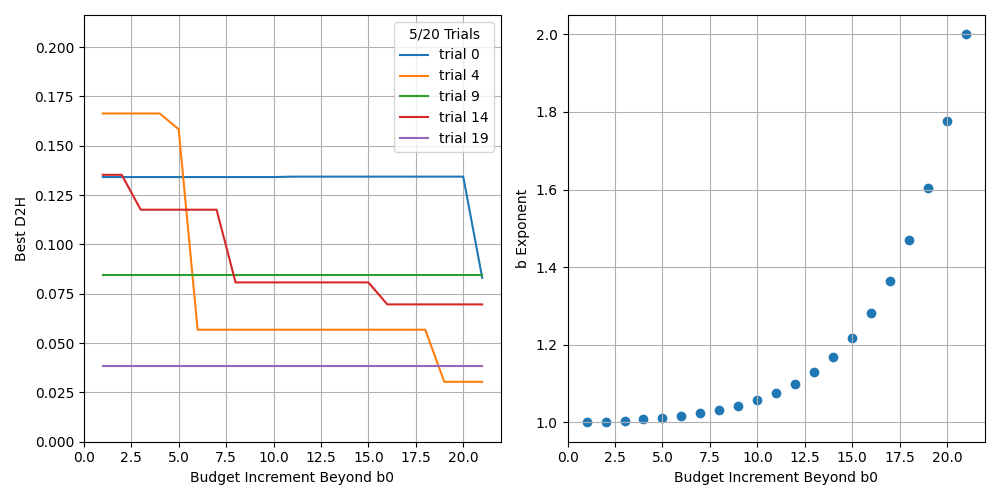 5/20 Trials
trial 0
trial 4
trial 9
trial 14
trial 19
0.200
0.175
0.150
0.125
0.100
0.075
0.050
0.025
0.000
Best D2H
0.0 2.5 5.0 7.5 10.0 12.5 15.0 17.5 20.0
Budget Increment Beyond b0
2.0
1.8
1.6
1.4
1.2
1.0
b Exponent
0.0 2.5 5.0 7.5 10.0 12.5 15.0 17.5 20.0
Budget Increment Beyond b0